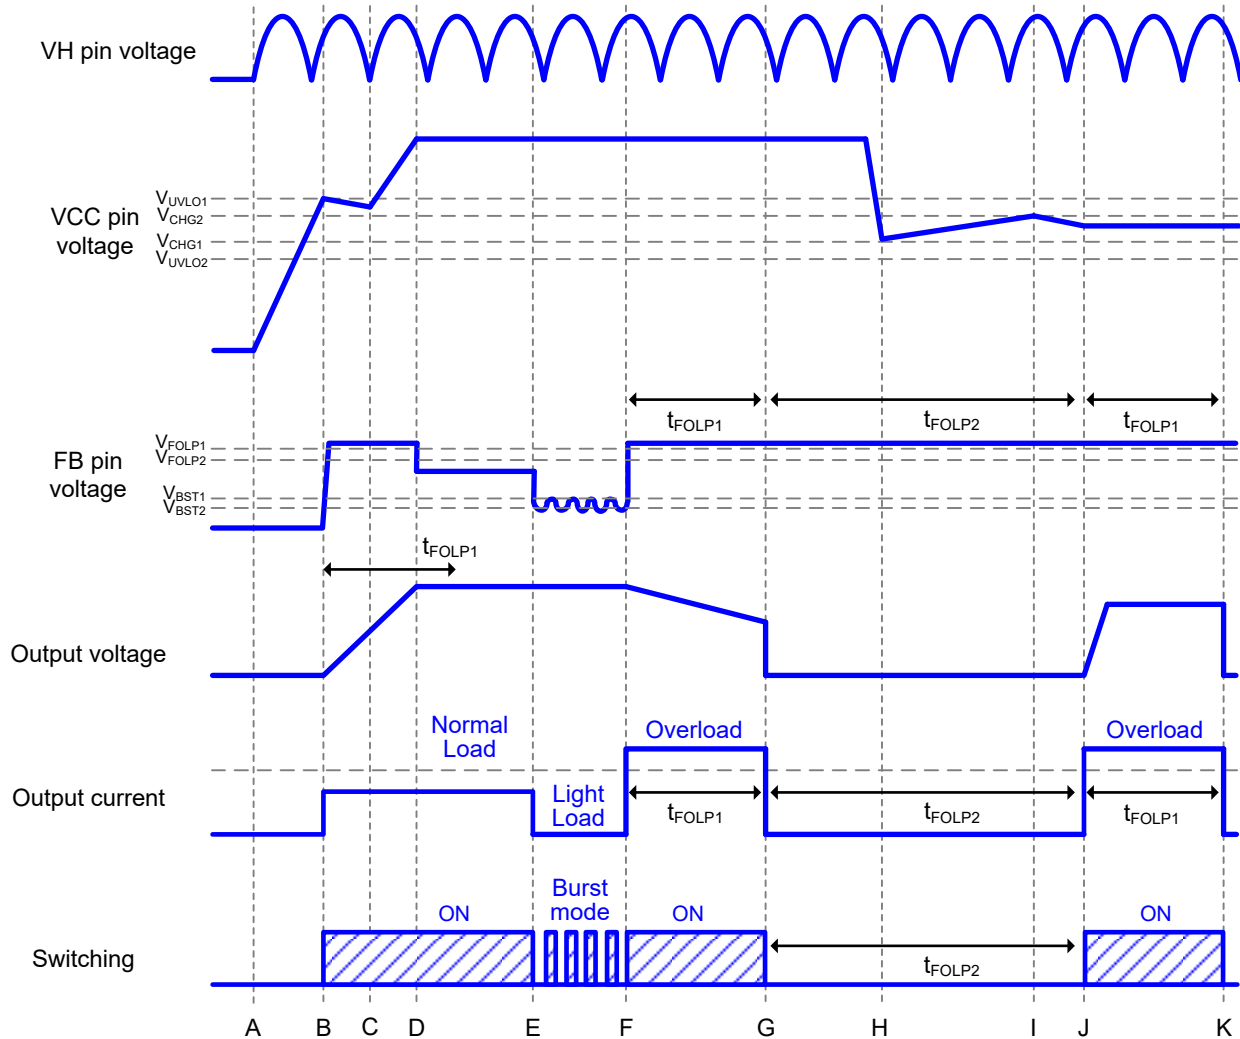 VH pin voltage
VCC pin
voltage
VUVLO1
VCHG2
VCHG1
VUVLO2
FB pin
voltage
VFOLP1
VFOLP2
VBST1
VBST2
tFOLP1
tFOLP2
tFOLP1
tFOLP1
Output voltage
Normal
Load
Overload
Overload
Output current
Light
Load
tFOLP1
tFOLP2
tFOLP1
Switching
ON
Burst
mode
ON
ON
tFOLP2
A B C D E F G H I J K